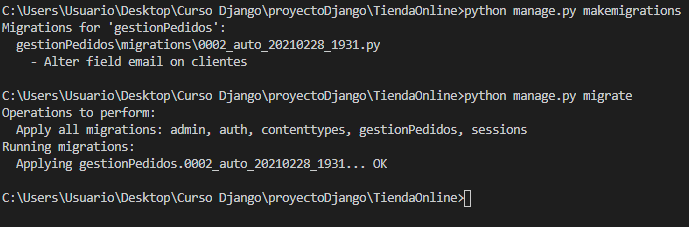 C:\Users\Usuario\Desktop\Curso Django\proyectoDjango\TiendaOnline>python manage.py makemigrations
Migrations for 'gestionPedidos':
  gestionPedidos\migrations\0002_auto_20210228_1931.py
    - Alter field email on clientes
C:\Users\Usuario\Desktop\Curso Django\proyectoDjango\TiendaOnline>python manage.py migrate
Operations to perform:
  Apply all migrations: admin, auth, contenttypes, gestionPedidos, sessions
Running migrations:
  Applying gestionPedidos.0002_auto_20210228_1931... OK
C:\Users\Usuario\Desktop\Curso Django\proyectoDjango\TiendaOnline>